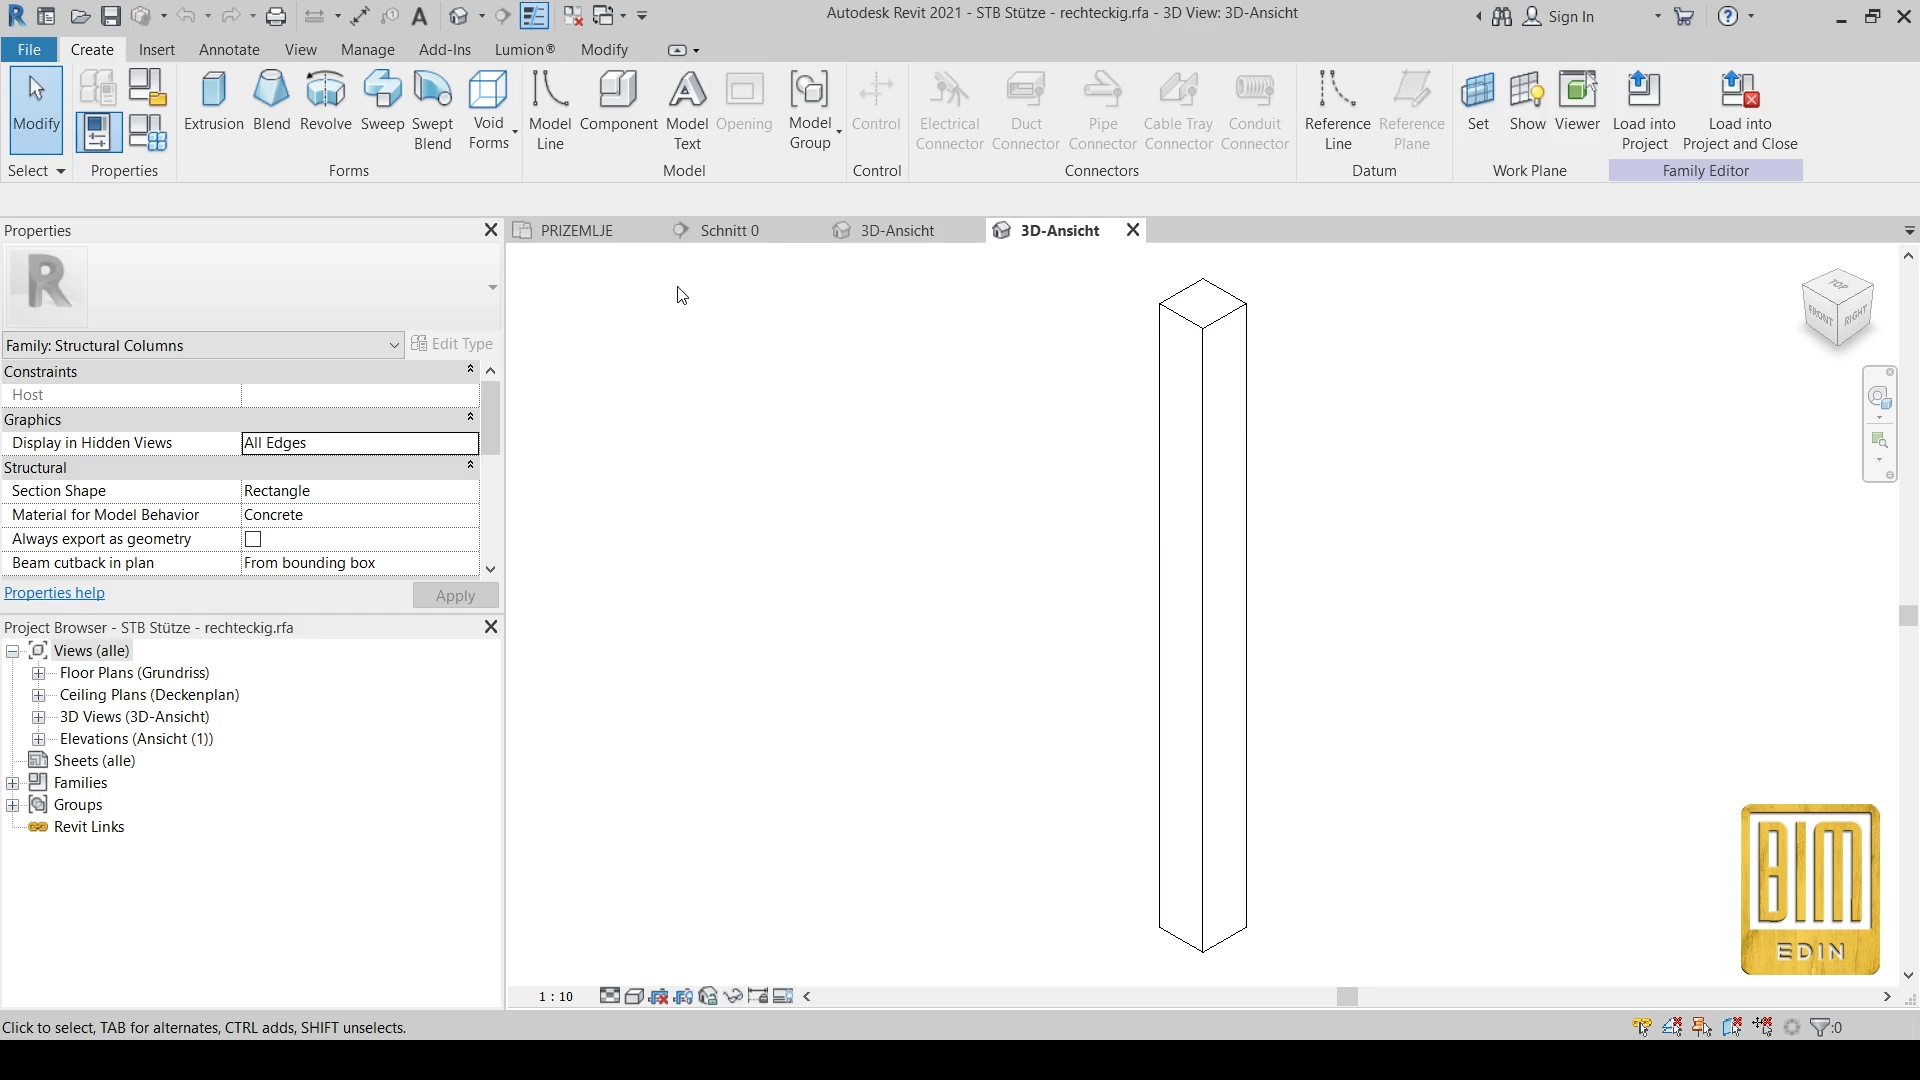 Autodesk Revit 2021 - STB Stütze - rechteckig.rfa - 3D View: 3D-Ansicht
Sign In
File Create Insert Annotate View Manage Add-Ins Lumion® Modify
Modify
Extrusion Blend Revolve Sweep Swept Blend Void Forms
Model Line Component Model Text Opening Model Group
Control
Electrical Connector Duct Connector Pipe Connector Cable Tray Connector Conduit Connector
Reference Line Reference Plane
Set Show Viewer
Load into Project Load into Project and Close
Select Properties Forms Model Control Connectors Datum Work Plane Family Editor
Properties
PRIZEMLJE Schnitt 0 3D-Ansicht 3D-Ansicht
R
Family: Structural Columns Edit Type
Constraints
Host
Graphics
Display in Hidden Views All Edges
Structural
Section Shape Rectangle
Material for Model Behavior Concrete
Always export as geometry
Beam cutback in plan From bounding box
Properties help Apply
Project Browser - STB Stütze - rechteckig.rfa
Views (alle)
Floor Plans (Grundriss)
Ceiling Plans (Deckenplan)
3D Views (3D-Ansicht)
Elevations (Ansicht (1))
Sheets (alle)
Families
Groups
Revit Links
TOP
FRONT RIGHT
BIM
EDIN
1 : 10
Click to select, TAB for alternates, CTRL adds, SHIFT unselects.
:0